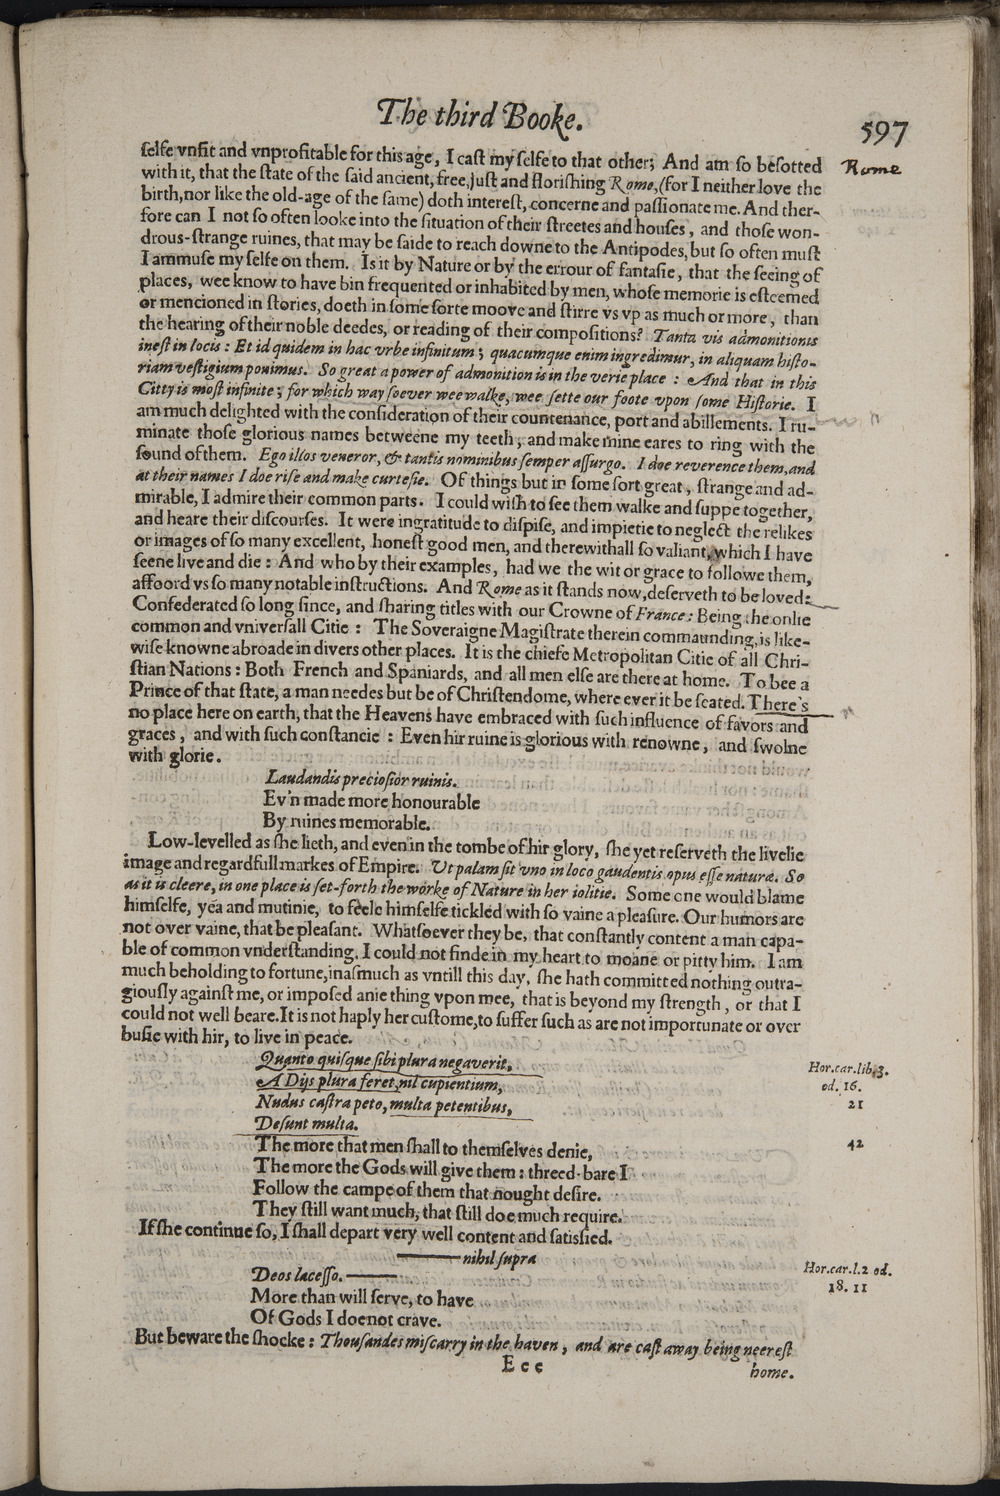 The third Booke.
597
ſelfe vnfit and vnprofitable for this age, I caſt my ſelfe to that other; And am ſo beſotted
Rome
with it, that the ſtate of the ſaid ancient, free, juſt and floriſhing Rome, (for I neither love the
birth, nor like the old-age of the ſame) doth intereſt, concerne and paſſionate me. And ther-
fore can I not ſo often looke into the ſituation of their ſtreetes and houſes, and thoſe won-
drous-ſtrange ruines, that may be ſaide to reach downe to the Antipodes, but ſo often muſt
I ammuſe my ſelfe on them. Is it by Nature or by the errour of fantaſie, that the ſeeing of
places, wee know to have bin frequented or inhabited by men, whoſe memorie is eſteemed
or mencioned in ſtories, doeth in ſome ſorte moove and ſtirre vs vp as much or more, than
the hearing of their noble deedes, or reading of their compoſitions? Tanta vis admonitionis
ineſt in locis: Et id quidem in hac vrbe infinitum; quacumque enim ingredimur, in aliquam hiſto-
riam veſtigium ponimus. So great a power of admonition is in the verie place: And that in this
Citty is moſt infinite; for which way ſoever wee walke, wee ſette our foote vpon ſome Hiſtorie. I
am much delighted with the conſideration of their countenance, port and abillements. I ru-
minate thoſe glorious names betweene my teeth, and make mine eares to ring with the
ſound of them. Ego illos veneror, & tantis nominibus ſemper aſſurgo. I doe reverence them, and
at their names I doe riſe and make curteſie. Of things but in ſome ſort great, ſtrange and ad-
mirable, I admire their common parts. I could wiſh to ſee them walke and ſuppe together,
and heare their diſcourſes. It were ingratitude to diſpiſe, and impietie to neglect the relikes
or images of ſo many excellent, honeſt good men, and therewithall ſo valiant, which I have
ſeene live and die: And who by their examples, had we the wit or grace to followe them,
affoord vs ſo many notable inſtructions. And Rome as it ſtands now, deſerveth to be loved:
Confederated ſo long ſince, and ſharing titles with our Crowne of France: Being the onlie
common and vniverſall Citie: The Soveraigne Magiſtrate therein commaunding, is like-
wiſe knowne abroade in divers other places. It is the chiefe Metropolitan Citie of all Chri-
ſtian Nations: Both French and Spaniards, and all men elſe are there at home. To bee a
Prince of that ſtate, a man needes but be of Chriſtendome, where ever it be ſeated. There's
no place here on earth, that the Heavens have embraced with ſuch influence of favors and
graces, and with ſuch conſtancie: Even hir ruine is glorious with renowne, and ſwolne
with glorie.
Laudandis precioſior ruinis.
Ev'n made more honourable
By ruines memorable.
Low-levelled as ſhe lieth, and even in the tombe of hir glory, ſhe yet reſerveth the livelie
image and regardfull markes of Empire. Vt palam ſit vno in loco gaudentis opus eſſe naturæ. So
as it is cleere, in one place is ſet-forth the worke of Nature in her iolitie. Some one would blame
himſelfe, yea and mutinie, to feele himſelfe tickled with ſo vaine a pleaſure. Our humors are
not over vaine, that be pleaſant. Whatſoever they be, that conſtantly content a man capa-
ble of common vnderſtanding, I could not finde in my heart to moane or pitty him. I am
much beholding to fortune, inaſmuch as vntill this day, ſhe hath committed nothing outra-
giouſly againſt me, or impoſed anie thing vpon mee, that is beyond my ſtrength, or that I
could not well beare. It is not haply her cuſtome, to ſuffer ſuch as are not importunate or over
buſie with hir, to live in peace.
Quanto quiſque ſibi plura negaverit,
Hor.car.lib.3.
A Dijs plura feret, nil cupientium,
od. 16.
Nudus caſtra peto, multa petentibus,
21
Deſunt multa.
42
The more that men ſhall to themſelves denie,
The more the Gods will give them: threed-bare I
Follow the campe of them that nought deſire.
They ſtill want much, that ſtill doe much require.
If ſhe continue ſo, I ſhall depart very well content and ſatisfied.
——— nihil ſupra
Deos laceſſo. ———
Hor.car.l.2 od.
18. 11
More than will ſerve, to have
Of Gods I doe not crave.
But beware the ſhocke: Thouſandes miſcarry in the haven, and are caſt away being neereſt
Eee
home.